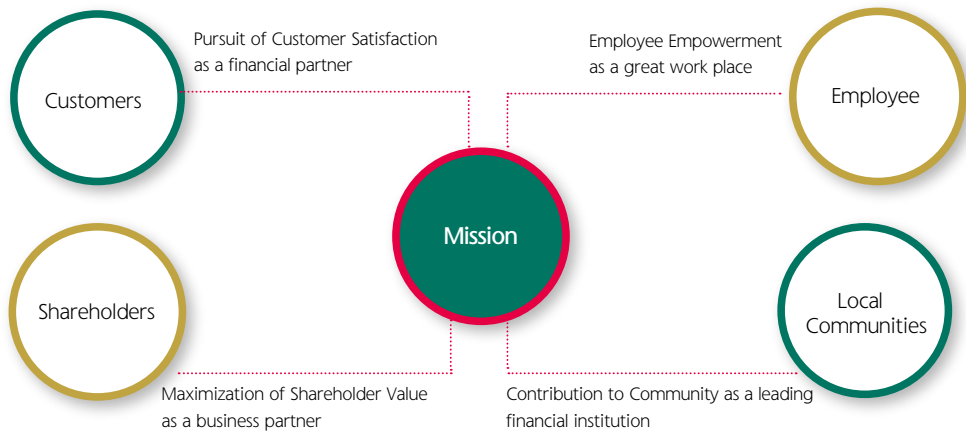 Pursuit of Customer Satisfaction
as a financial partner
Customers
Employee Empowerment
as a great work place
Employee
Mission
Shareholders
Maximization of Shareholder Value
as a business partner
Local
Communities
Contribution to Community as a leading
financial institution